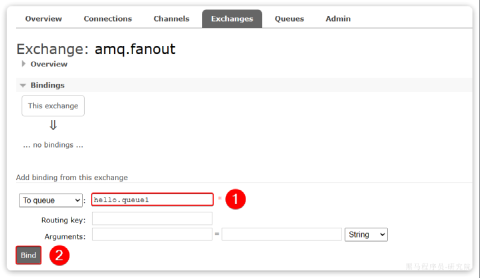 Overview Connections Channels Exchanges Queues Admin
Exchange: amq.fanout
Overview
Bindings
This exchange
⇓
... no bindings ...
Add binding from this exchange
To queue : hello.queue1 * 1
Routing key:
Arguments: = String
Bind 2